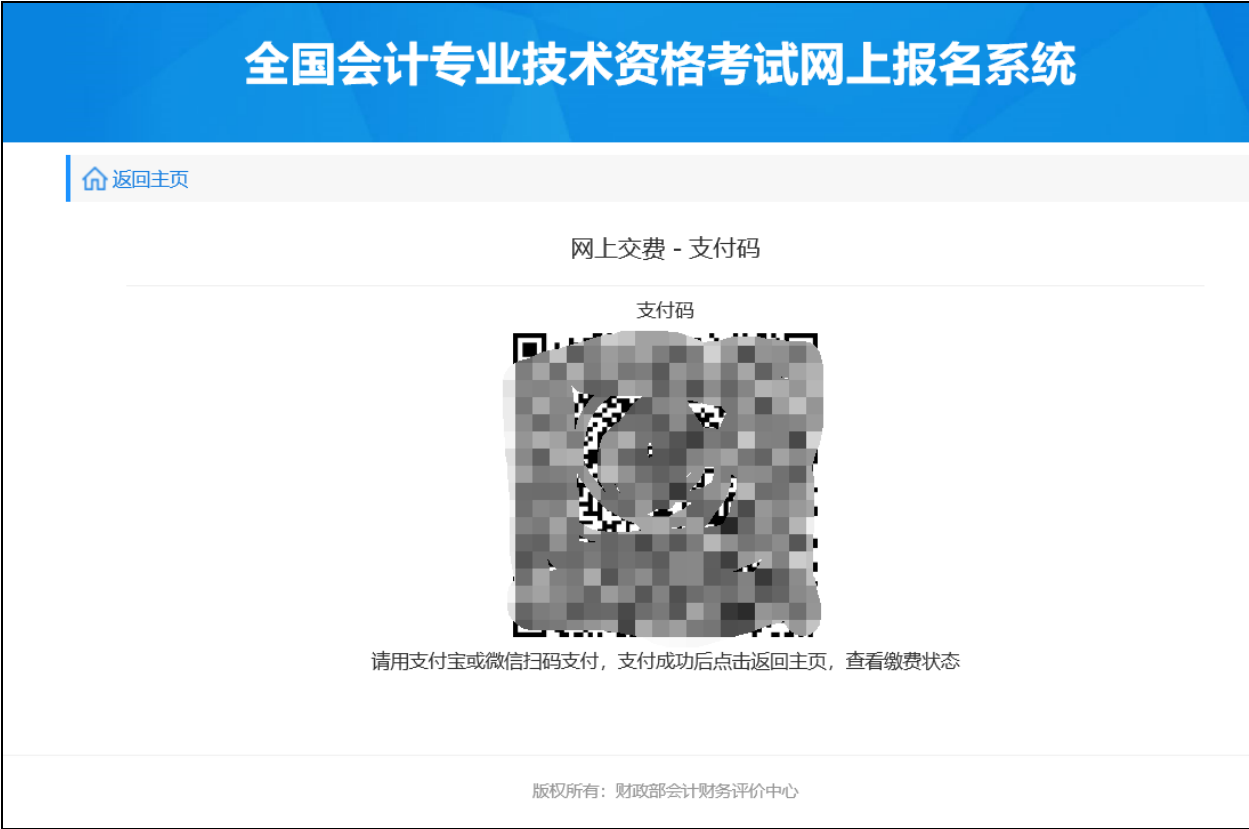 全国会计专业技术资格考试网上报名系统
返回主页
网上交费 - 支付码
支付码
请用支付宝或微信扫码支付，支付成功后点击返回主页，查看缴费状态
版权所有：财政部会计财务评价中心